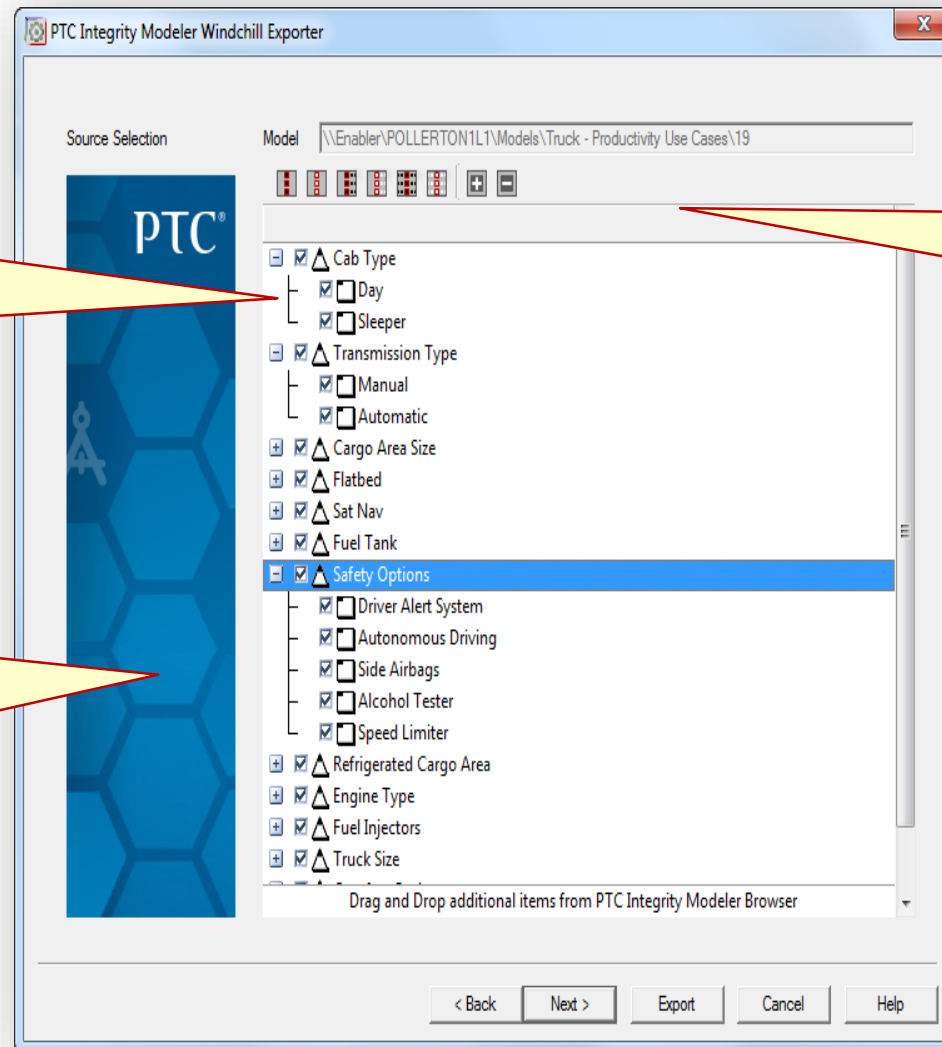 PTC Integrity Modeler Windchill Exporter
X
Source Selection
Model
\\Enabler\POLLERTON1L1\Models\Truck - Productivity Use Cases\19
PTC®
Cab Type
Day
Sleeper
Transmission Type
Manual
Automatic
Cargo Area Size
Flatbed
Sat Nav
Fuel Tank
Safety Options
Driver Alert System
Autonomous Driving
Side Airbags
Alcohol Tester
Speed Limiter
Refrigerated Cargo Area
Engine Type
Fuel Injectors
Truck Size
Drag and Drop additional items from PTC Integrity Modeler Browser
< Back
Next >
Export
Cancel
Help